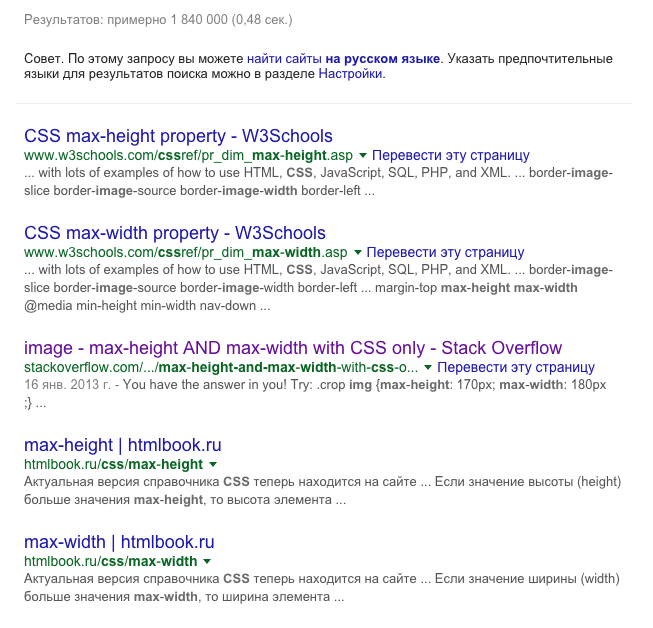 Результатов: примерно 1 840 000 (0,48 сек.)
Совет. По этому запросу вы можете найти сайты на русском языке. Указать предпочтительные
языки для результатов поиска можно в разделе Настройки.
CSS max-height property - W3Schools
www.w3schools.com/cssref/pr_dim_max-height.asp Перевести эту страницу
... with lots of examples of how to use HTML, CSS, JavaScript, SQL, PHP, and XML. ... border-image-
slice border-image-source border-image-width border-left ...
CSS max-width property - W3Schools
www.w3schools.com/cssref/pr_dim_max-width.asp Перевести эту страницу
... with lots of examples of how to use HTML, CSS, JavaScript, SQL, PHP, and XML. ... border-image-
slice border-image-source border-image-width border-left ... margin-top max-height max-width
@media min-height min-width nav-down ...
image - max-height AND max-width with CSS only - Stack Overflow
stackoverflow.com/.../max-height-and-max-width-with-css-o... Перевести эту страницу
16 янв. 2013 г. - You have the answer in you! Try: .crop img {max-height: 170px; max-width: 180px
;} ...
max-height | htmlbook.ru
htmlbook.ru/css/max-height
Актуальная версия справочника CSS теперь находится на сайте ... Если значение высоты (height)
больше значения max-height, то высота элемента ...
max-width | htmlbook.ru
htmlbook.ru/css/max-width
Актуальная версия справочника CSS теперь находится на сайте ... Если значение ширины (width)
больше значения max-width, то ширина элемента ...